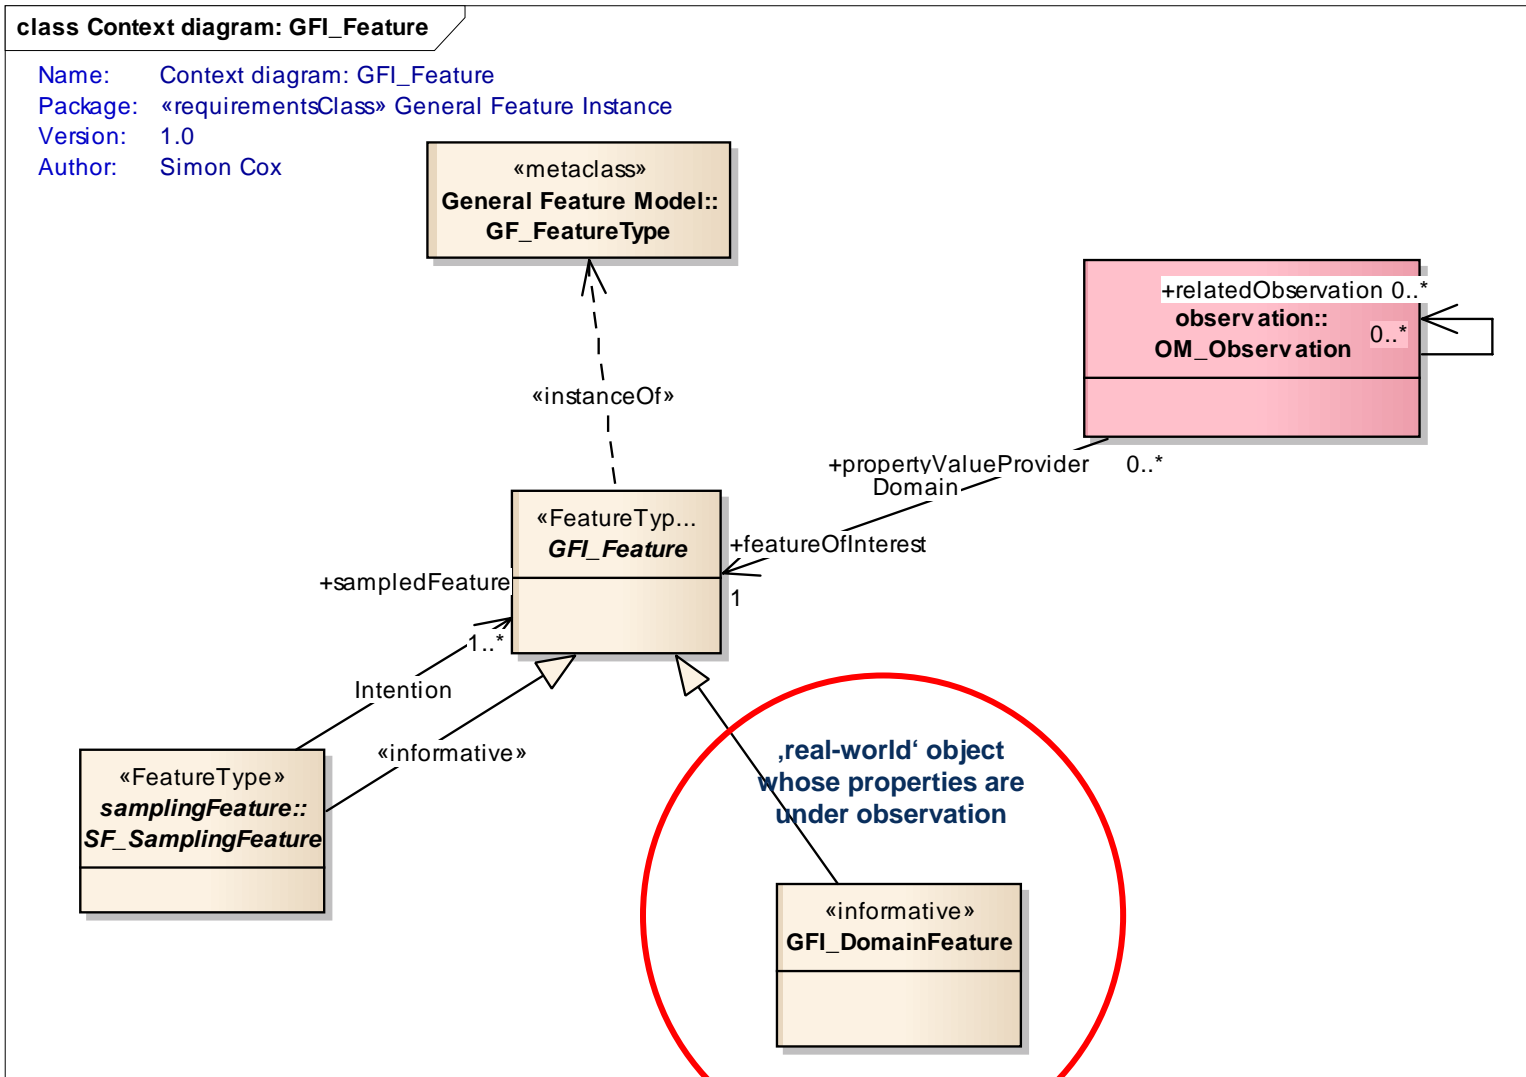 class Context diagram: GFI_Feature
Name: Context diagram: GFI_Feature
Package: «requirementsClass» General Feature Instance
Version: 1.0
Author: Simon Cox
«metaclass»
General Feature Model::
GF_FeatureType
+relatedObservation 0..*
observation::
OM_Observation
0..*
«instanceOf»
+propertyValueProvider 0..*
Domain
«FeatureTyp...
GFI_Feature
+featureOfInterest
1
+sampledFeature
1..*
Intention
«informative»
«FeatureType»
samplingFeature::
SF_SamplingFeature
‚real-world‘ object
whose properties are
under observation
«informative»
GFI_DomainFeature